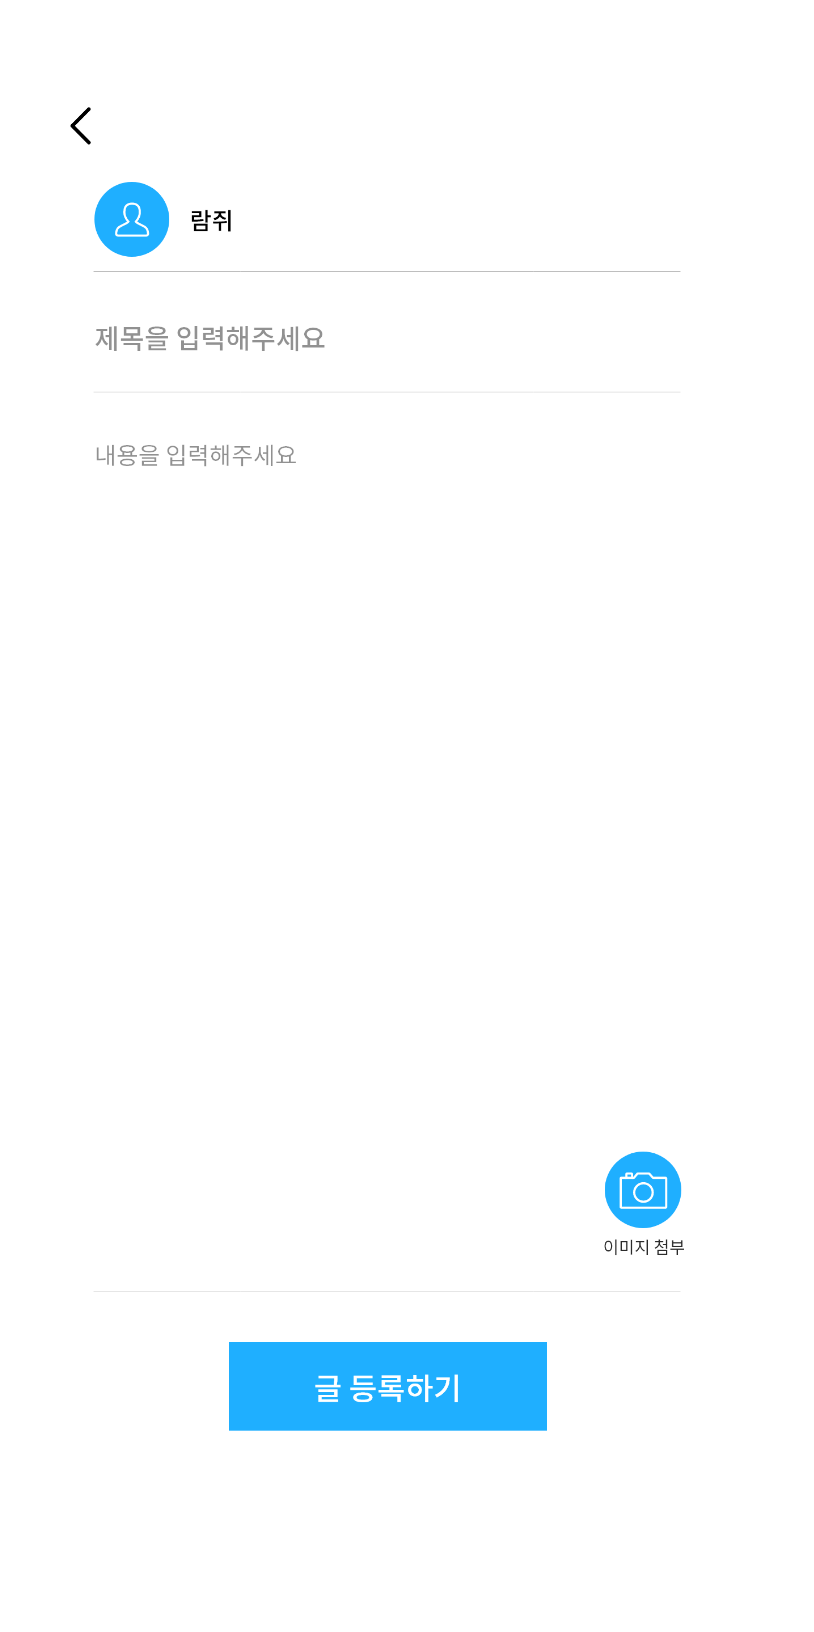 람쥐
제목을 입력해주세요
내용을 입력해주세요
이미지 첨부
글 등록하기